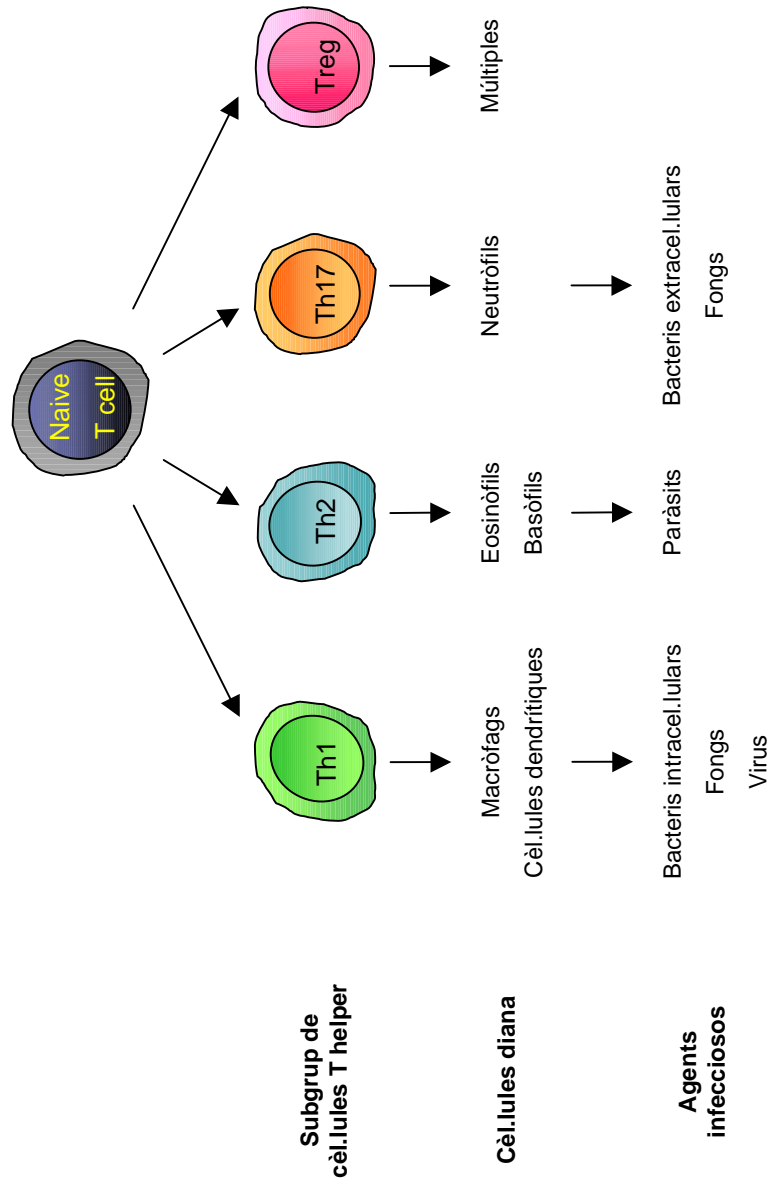 Naive
T cell
Subgrup de
cèl.lules T helper
Th1
Th2
Th17
Treg
Cèl.lules diana
Macròfags
Cèl.lules dendrítiques
Eosinòfils
Basòfils
Neutròfils
Múltiples
Agents
infecciosos
Bacteris intracel.lulars
Fongs
Virus
Paràsits
Bacteris extracel.lulars
Fongs